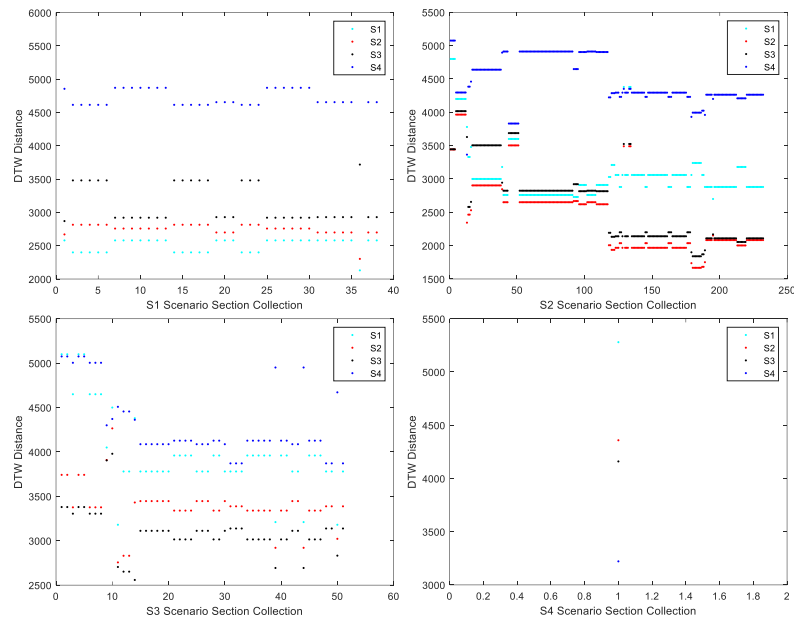 6000
5500
5000
4500
4000
3500
3000
2500
2000
DTW Distance
0 5 10 15 20 25 30 35 40
S1 Scenario Section Collection
S1
S2
S3
S4
5500
5000
4500
4000
3500
3000
2500
2000
1500
DTW Distance
0 50 100 150 200 250
S2 Scenario Section Collection
S1
S2
S3
S4
5500
5000
4500
4000
3500
3000
2500
DTW Distance
0 10 20 30 40 50 60
S3 Scenario Section Collection
S1
S2
S3
S4
5500
5000
4500
4000
3500
3000
DTW Distance
0 0.2 0.4 0.6 0.8 1 1.2 1.4 1.6 1.8 2
S4 Scenario Section Collection
S1
S2
S3
S4